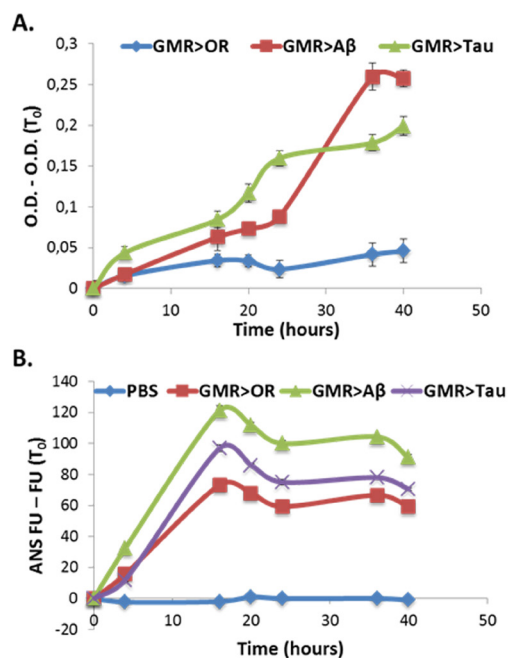 A.
GMR>OR GMR>Aβ GMR>Tau
0,3
0,25
0,2
0,15
0,1
0,05
0
O.D. - O.D. (T0)
0 10 20 30 40 50
Time (hours)
B.
PBS GMR>OR GMR>Aβ GMR>Tau
140
120
100
80
60
40
20
0
-20
ANS FU – FU (T0)
0 10 20 30 40 50
Time (hours)